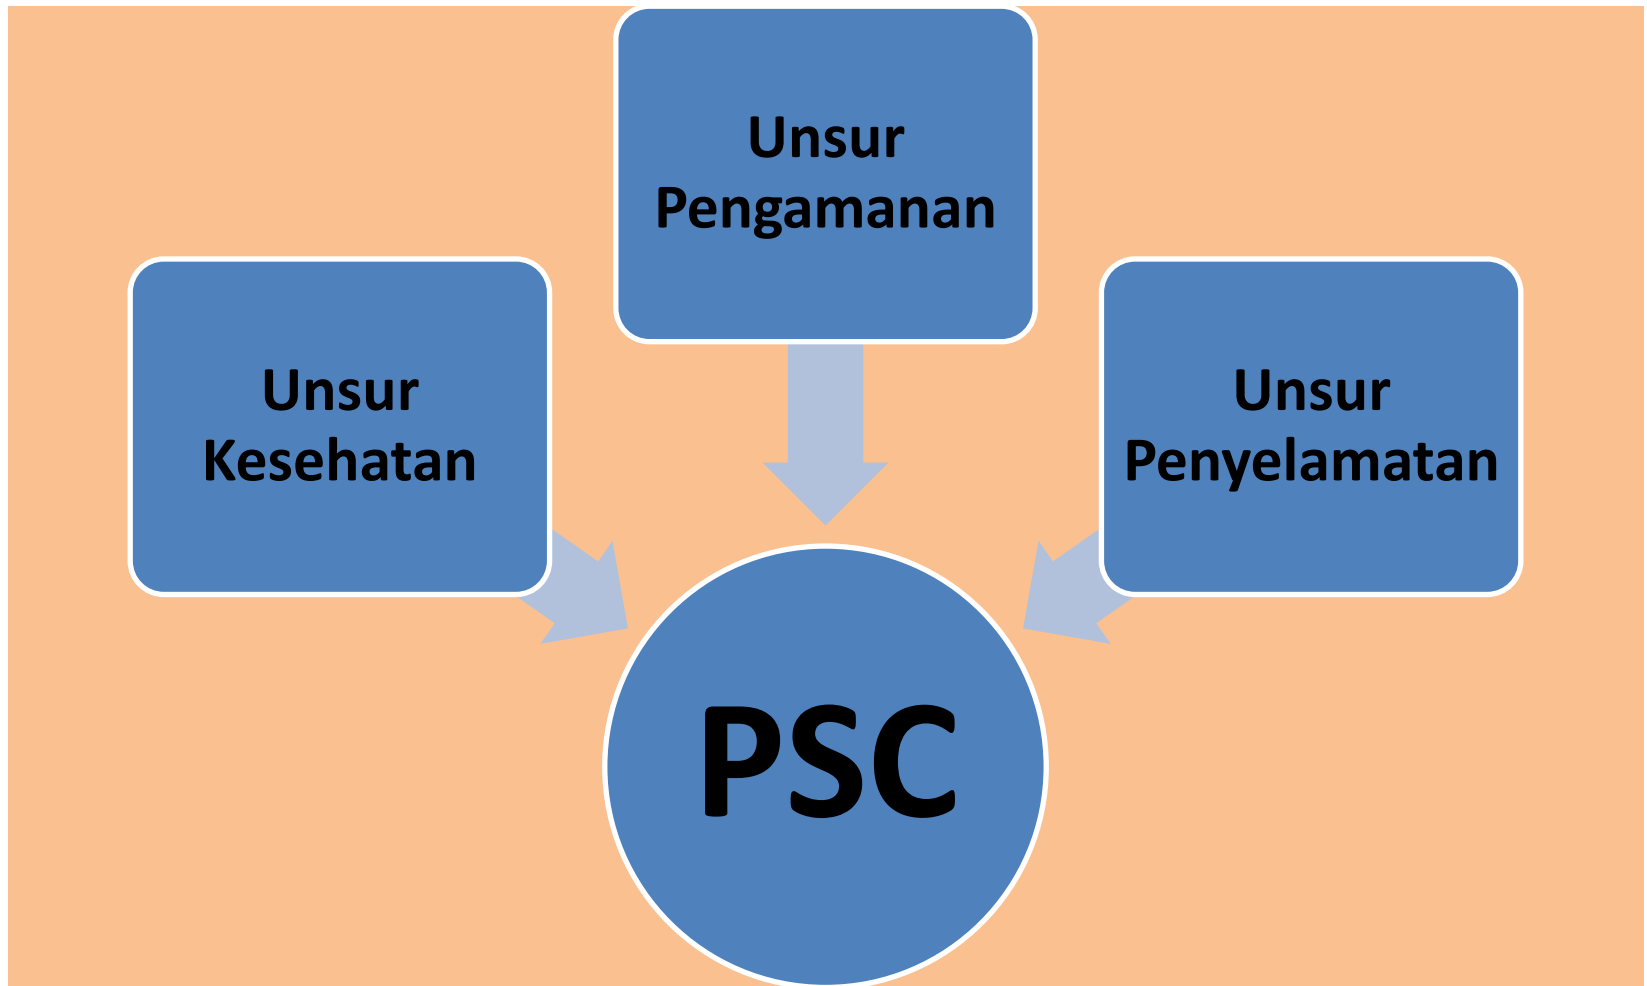 Unsur
Pengamanan
Unsur
Kesehatan
Unsur
Penyelamatan
PSC